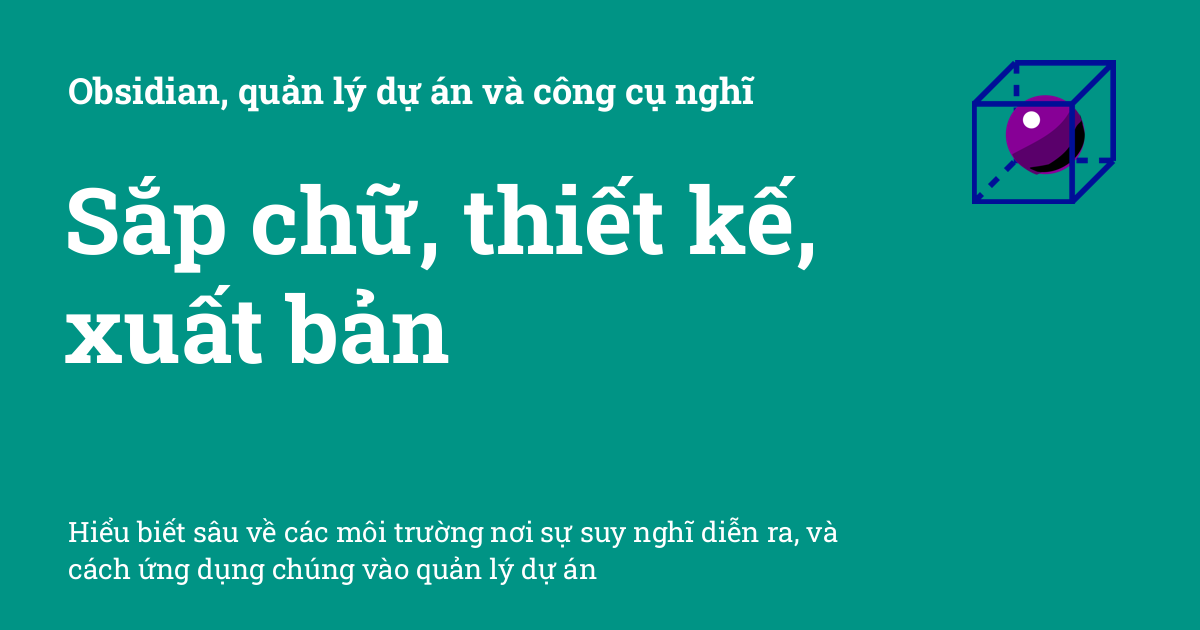 Obsidian, quản lý dự án và công cụ nghĩ
Sắp chữ, thiết kế,
xuất bản
Hiểu biết sâu về các môi trường nơi sự suy nghĩ diễn ra, và
cách ứng dụng chúng vào quản lý dự án